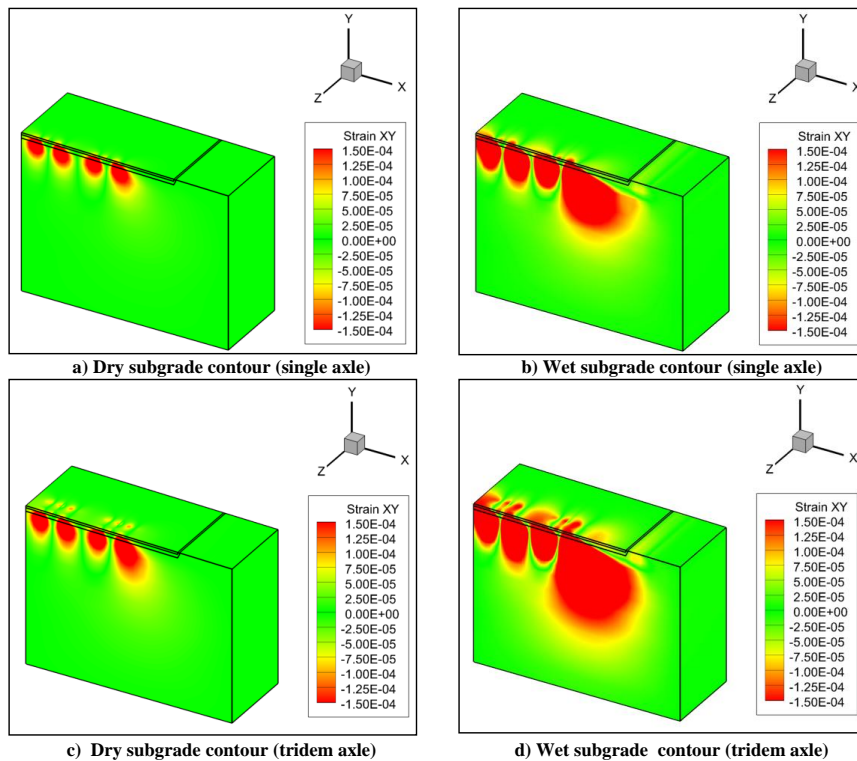 Y
X
Z
Strain XY
1.50E-04
1.25E-04
1.00E-04
7.50E-05
5.00E-05
2.50E-05
0.00E+00
-2.50E-05
-5.00E-05
-7.50E-05
-1.00E-04
-1.25E-04
-1.50E-04
a) Dry subgrade contour (single axle)
Y
X
Z
Strain XY
1.50E-04
1.25E-04
1.00E-04
7.50E-05
5.00E-05
2.50E-05
0.00E+00
-2.50E-05
-5.00E-05
-7.50E-05
-1.00E-04
-1.25E-04
-1.50E-04
b) Wet subgrade contour (single axle)
Y
X
Z
Strain XY
1.50E-04
1.25E-04
1.00E-04
7.50E-05
5.00E-05
2.50E-05
0.00E+00
-2.50E-05
-5.00E-05
-7.50E-05
-1.00E-04
-1.25E-04
-1.50E-04
c) Dry subgrade contour (tridem axle)
Y
X
Z
Strain XY
1.50E-04
1.25E-04
1.00E-04
7.50E-05
5.00E-05
2.50E-05
0.00E+00
-2.50E-05
-5.00E-05
-7.50E-05
-1.00E-04
-1.25E-04
-1.50E-04
d) Wet subgrade contour (tridem axle)